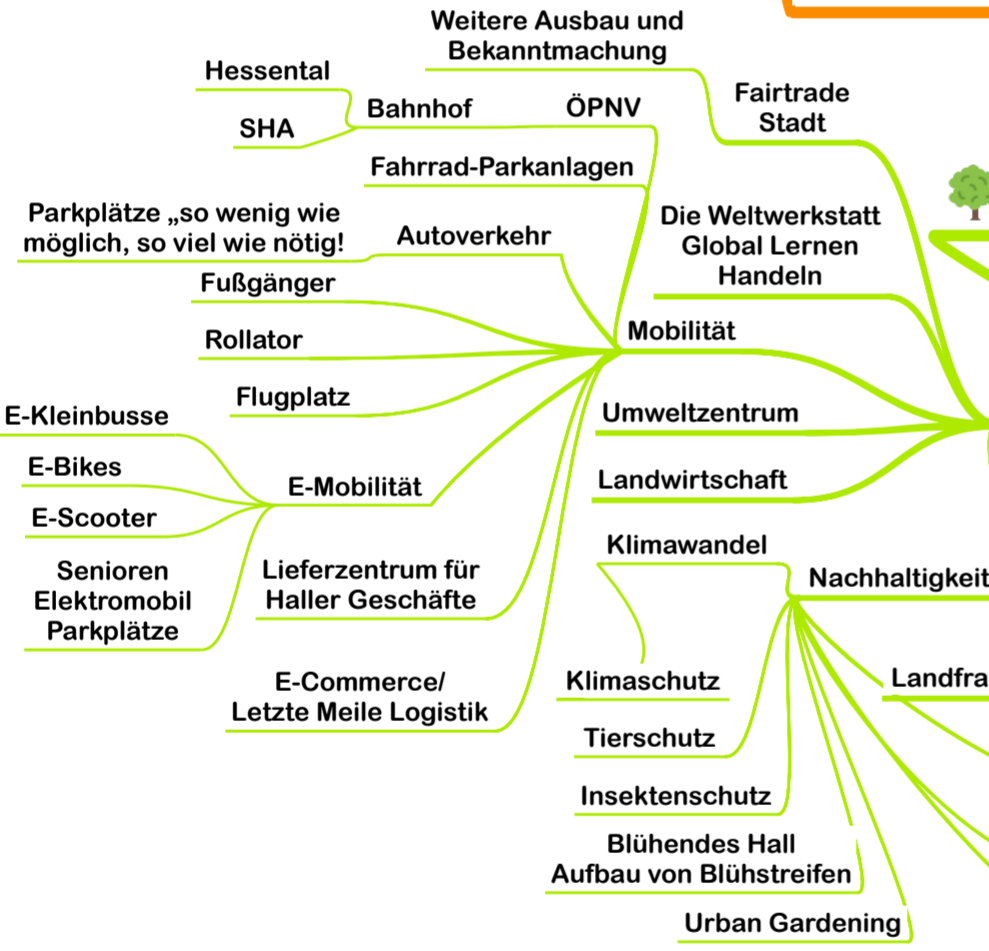 Weitere Ausbau und
Bekanntmachung
Fairtrade
Stadt
Hessental
SHA
Bahnhof
ÖPNV
Fahrrad-Parkanlagen
Parkplätze „so wenig wie
möglich, so viel wie nötig!
Autoverkehr
Die Weltwerkstatt
Global Lernen
Handeln
Fußgänger
Rollator
Mobilität
Flugplatz
Umweltzentrum
E-Kleinbusse
E-Bikes
E-Scooter
Senioren
Elektromobil
Parkplätze
E-Mobilität
Landwirtschaft
Lieferzentrum für
Haller Geschäfte
E-Commerce/
Letzte Meile Logistik
Klimawandel
Nachhaltigkeit
Klimaschutz
Landfra
Tierschutz
Insektenschutz
Blühendes Hall
Aufbau von Blühstreifen
Urban Gardening